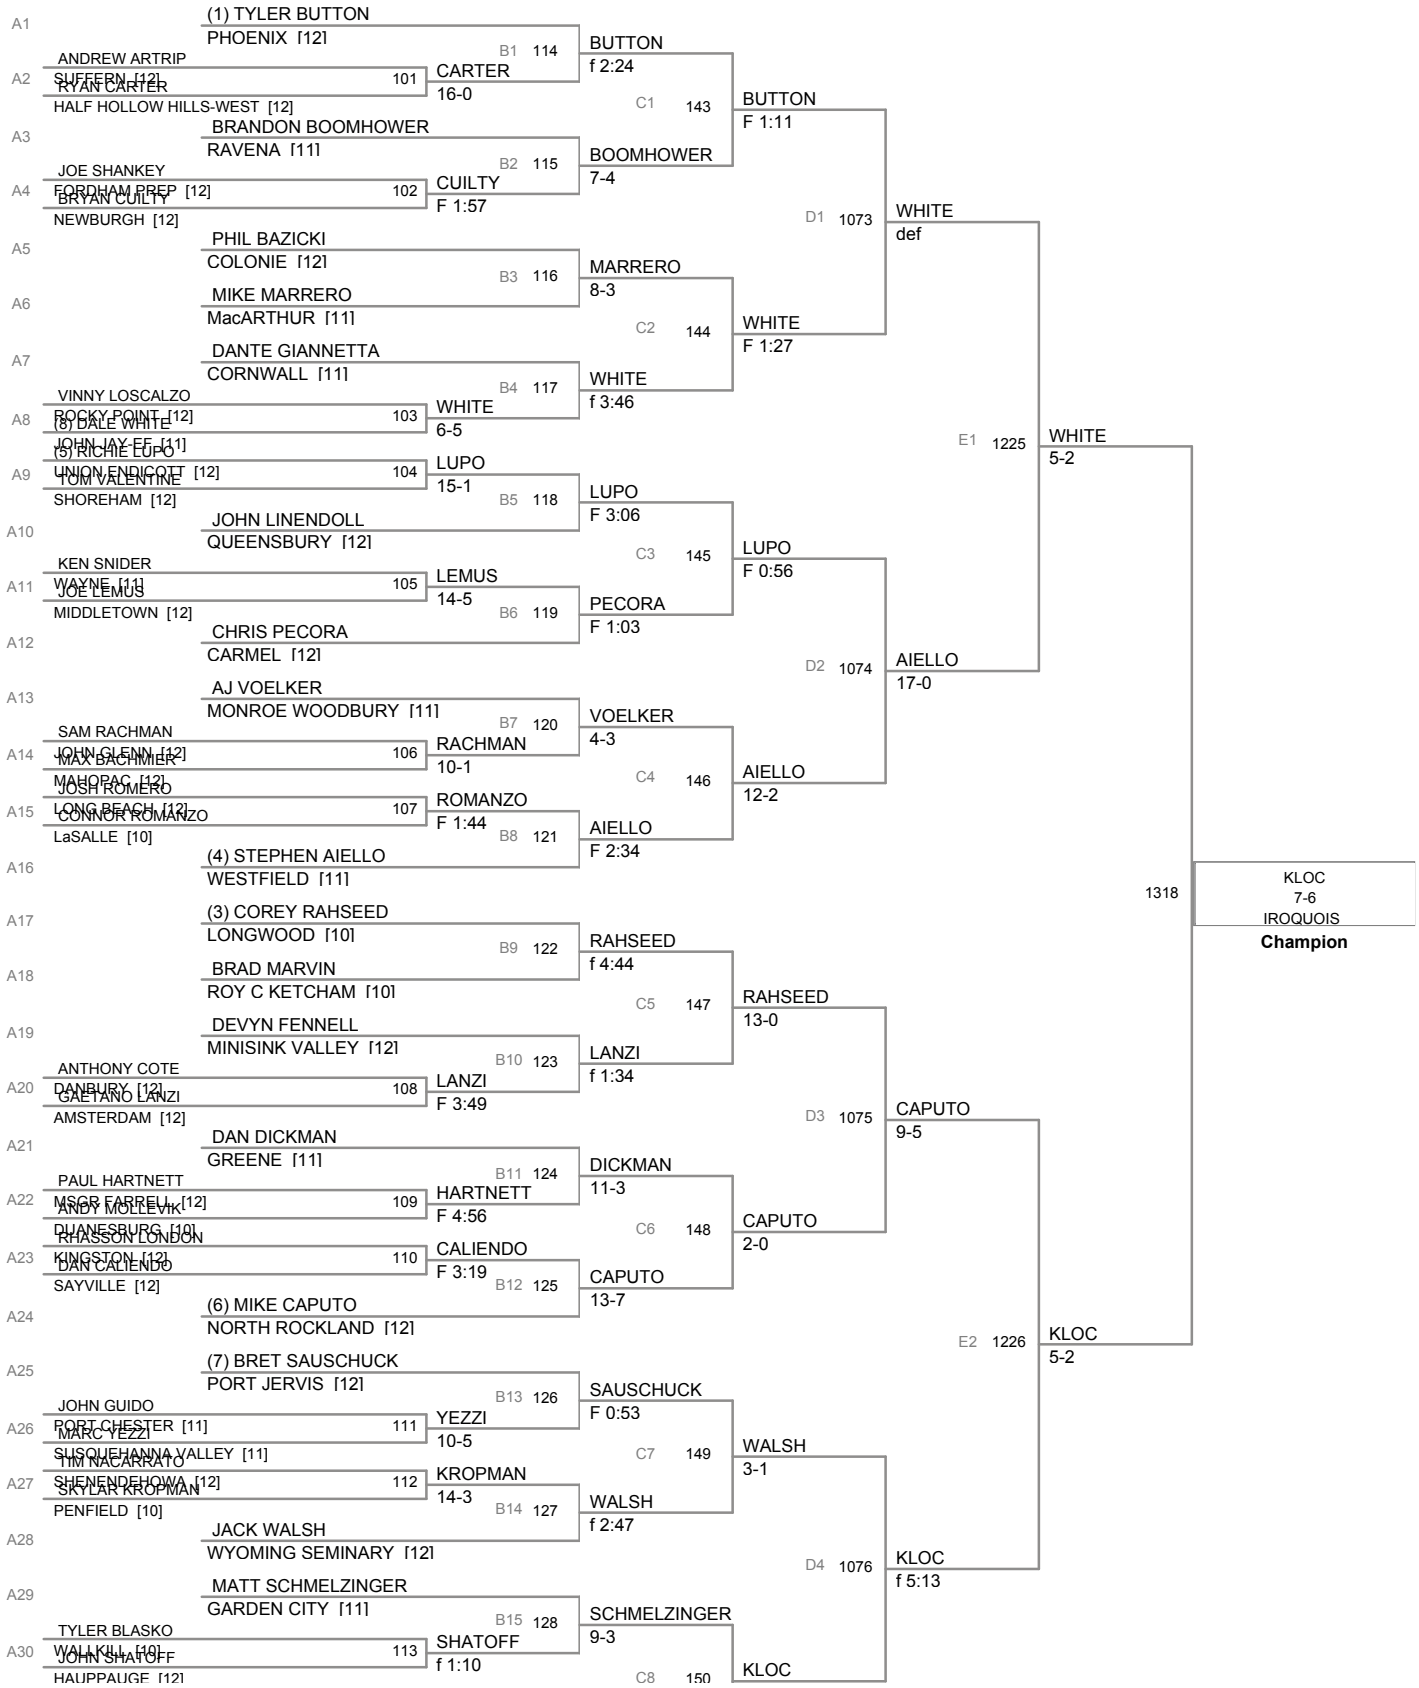 A1
(1) TYLER BUTTON
PHOENIX [12]
B1 114
BUTTON
f 2:24
ANDREW ARTRIP
A2
SUFFERN [12]
RYAN CARTER
101
CARTER
16-0
HALF HOLLOW HILLS-WEST [12]
C1 143
BUTTON
F 1:11
A3
BRANDON BOOMHOWER
RAVENA [11]
B2 115
BOOMHOWER
7-4
JOE SHANKEY
A4
FORDHAM PREP [12]
BRYAN CUILTY
102
CUILTY
F 1:57
NEWBURGH [12]
D1 1073
WHITE
def
A5
PHIL BAZICKI
COLONIE [12]
B3 116
MARRERO
8-3
A6
MIKE MARRERO
MacARTHUR [11]
C2 144
WHITE
F 1:27
A7
DANTE GIANNETTA
CORNWALL [11]
B4 117
WHITE
f 3:46
VINNY LOSCALZO
A8
ROCKY POINT [12]
(8) DALE WHITE
103
WHITE
6-5
JOHN JAY-EF [11]
E1 1225
WHITE
5-2
(5) RICHIE LUPO
A9
UNION ENDICOTT [12]
TOM VALENTINE
104
LUPO
15-1
SHOREHAM [12]
B5 118
LUPO
F 3:06
A10
JOHN LINENDOLL
QUEENSBURY [12]
C3 145
LUPO
F 0:56
KEN SNIDER
A11
WAYNE [11]
JOE LEMUS
105
LEMUS
14-5
MIDDLETOWN [12]
B6 119
PECORA
F 1:03
A12
CHRIS PECORA
CARMEL [12]
D2 1074
AIELLO
17-0
A13
AJ VOELKER
MONROE WOODBURY [11]
B7 120
VOELKER
4-3
SAM RACHMAN
A14
JOHN GLENN [12]
MAX BACHMIER
106
RACHMAN
10-1
MAHOPAC [12]
C4 146
AIELLO
12-2
JOSH ROMERO
A15
LONG BEACH [12]
CONNOR ROMANZO
107
ROMANZO
F 1:44
LaSALLE [10]
B8 121
AIELLO
F 2:34
A16
(4) STEPHEN AIELLO
WESTFIELD [11]
1318
KLOC
7-6
IROQUOIS
Champion
A17
(3) COREY RAHSEED
LONGWOOD [10]
B9 122
RAHSEED
f 4:44
A18
BRAD MARVIN
ROY C KETCHAM [10]
C5 147
RAHSEED
13-0
A19
DEVYN FENNELL
MINISINK VALLEY [12]
B10 123
LANZI
f 1:34
ANTHONY COTE
A20
DANBURY [12]
GAETANO LANZI
108
LANZI
F 3:49
AMSTERDAM [12]
D3 1075
CAPUTO
9-5
A21
DAN DICKMAN
GREENE [11]
B11 124
DICKMAN
11-3
PAUL HARTNETT
A22
MSGR FARRELL [12]
ANDY MOLLEVIK
109
HARTNETT
F 4:56
DUANESBURG [10]
C6 148
CAPUTO
2-0
RHASSON LONDON
A23
KINGSTON [12]
DAN CALIENDO
110
CALIENDO
F 3:19
SAYVILLE [12]
B12 125
CAPUTO
13-7
A24
(6) MIKE CAPUTO
NORTH ROCKLAND [12]
E2 1226
KLOC
5-2
A25
(7) BRET SAUSCHUCK
PORT JERVIS [12]
B13 126
SAUSCHUCK
F 0:53
JOHN GUIDO
A26
PORT CHESTER [11]
MARC YEZZI
111
YEZZI
10-5
SUSQUEHANNA VALLEY [11]
C7 149
WALSH
3-1
TIM NACARRATO
A27
SHENENDEHOWA [12]
SKYLAR KROPMAN
112
KROPMAN
14-3
PENFIELD [10]
B14 127
WALSH
f 2:47
A28
JACK WALSH
WYOMING SEMINARY [12]
D4 1076
KLOC
f 5:13
A29
MATT SCHMELZINGER
GARDEN CITY [11]
B15 128
SCHMELZINGER
9-3
TYLER BLASKO
A30
WALLKILL [10]
JOHN SHATOFF
113
SHATOFF
f 1:10
HAUPPAUGE [12]
C8 150
KLOC